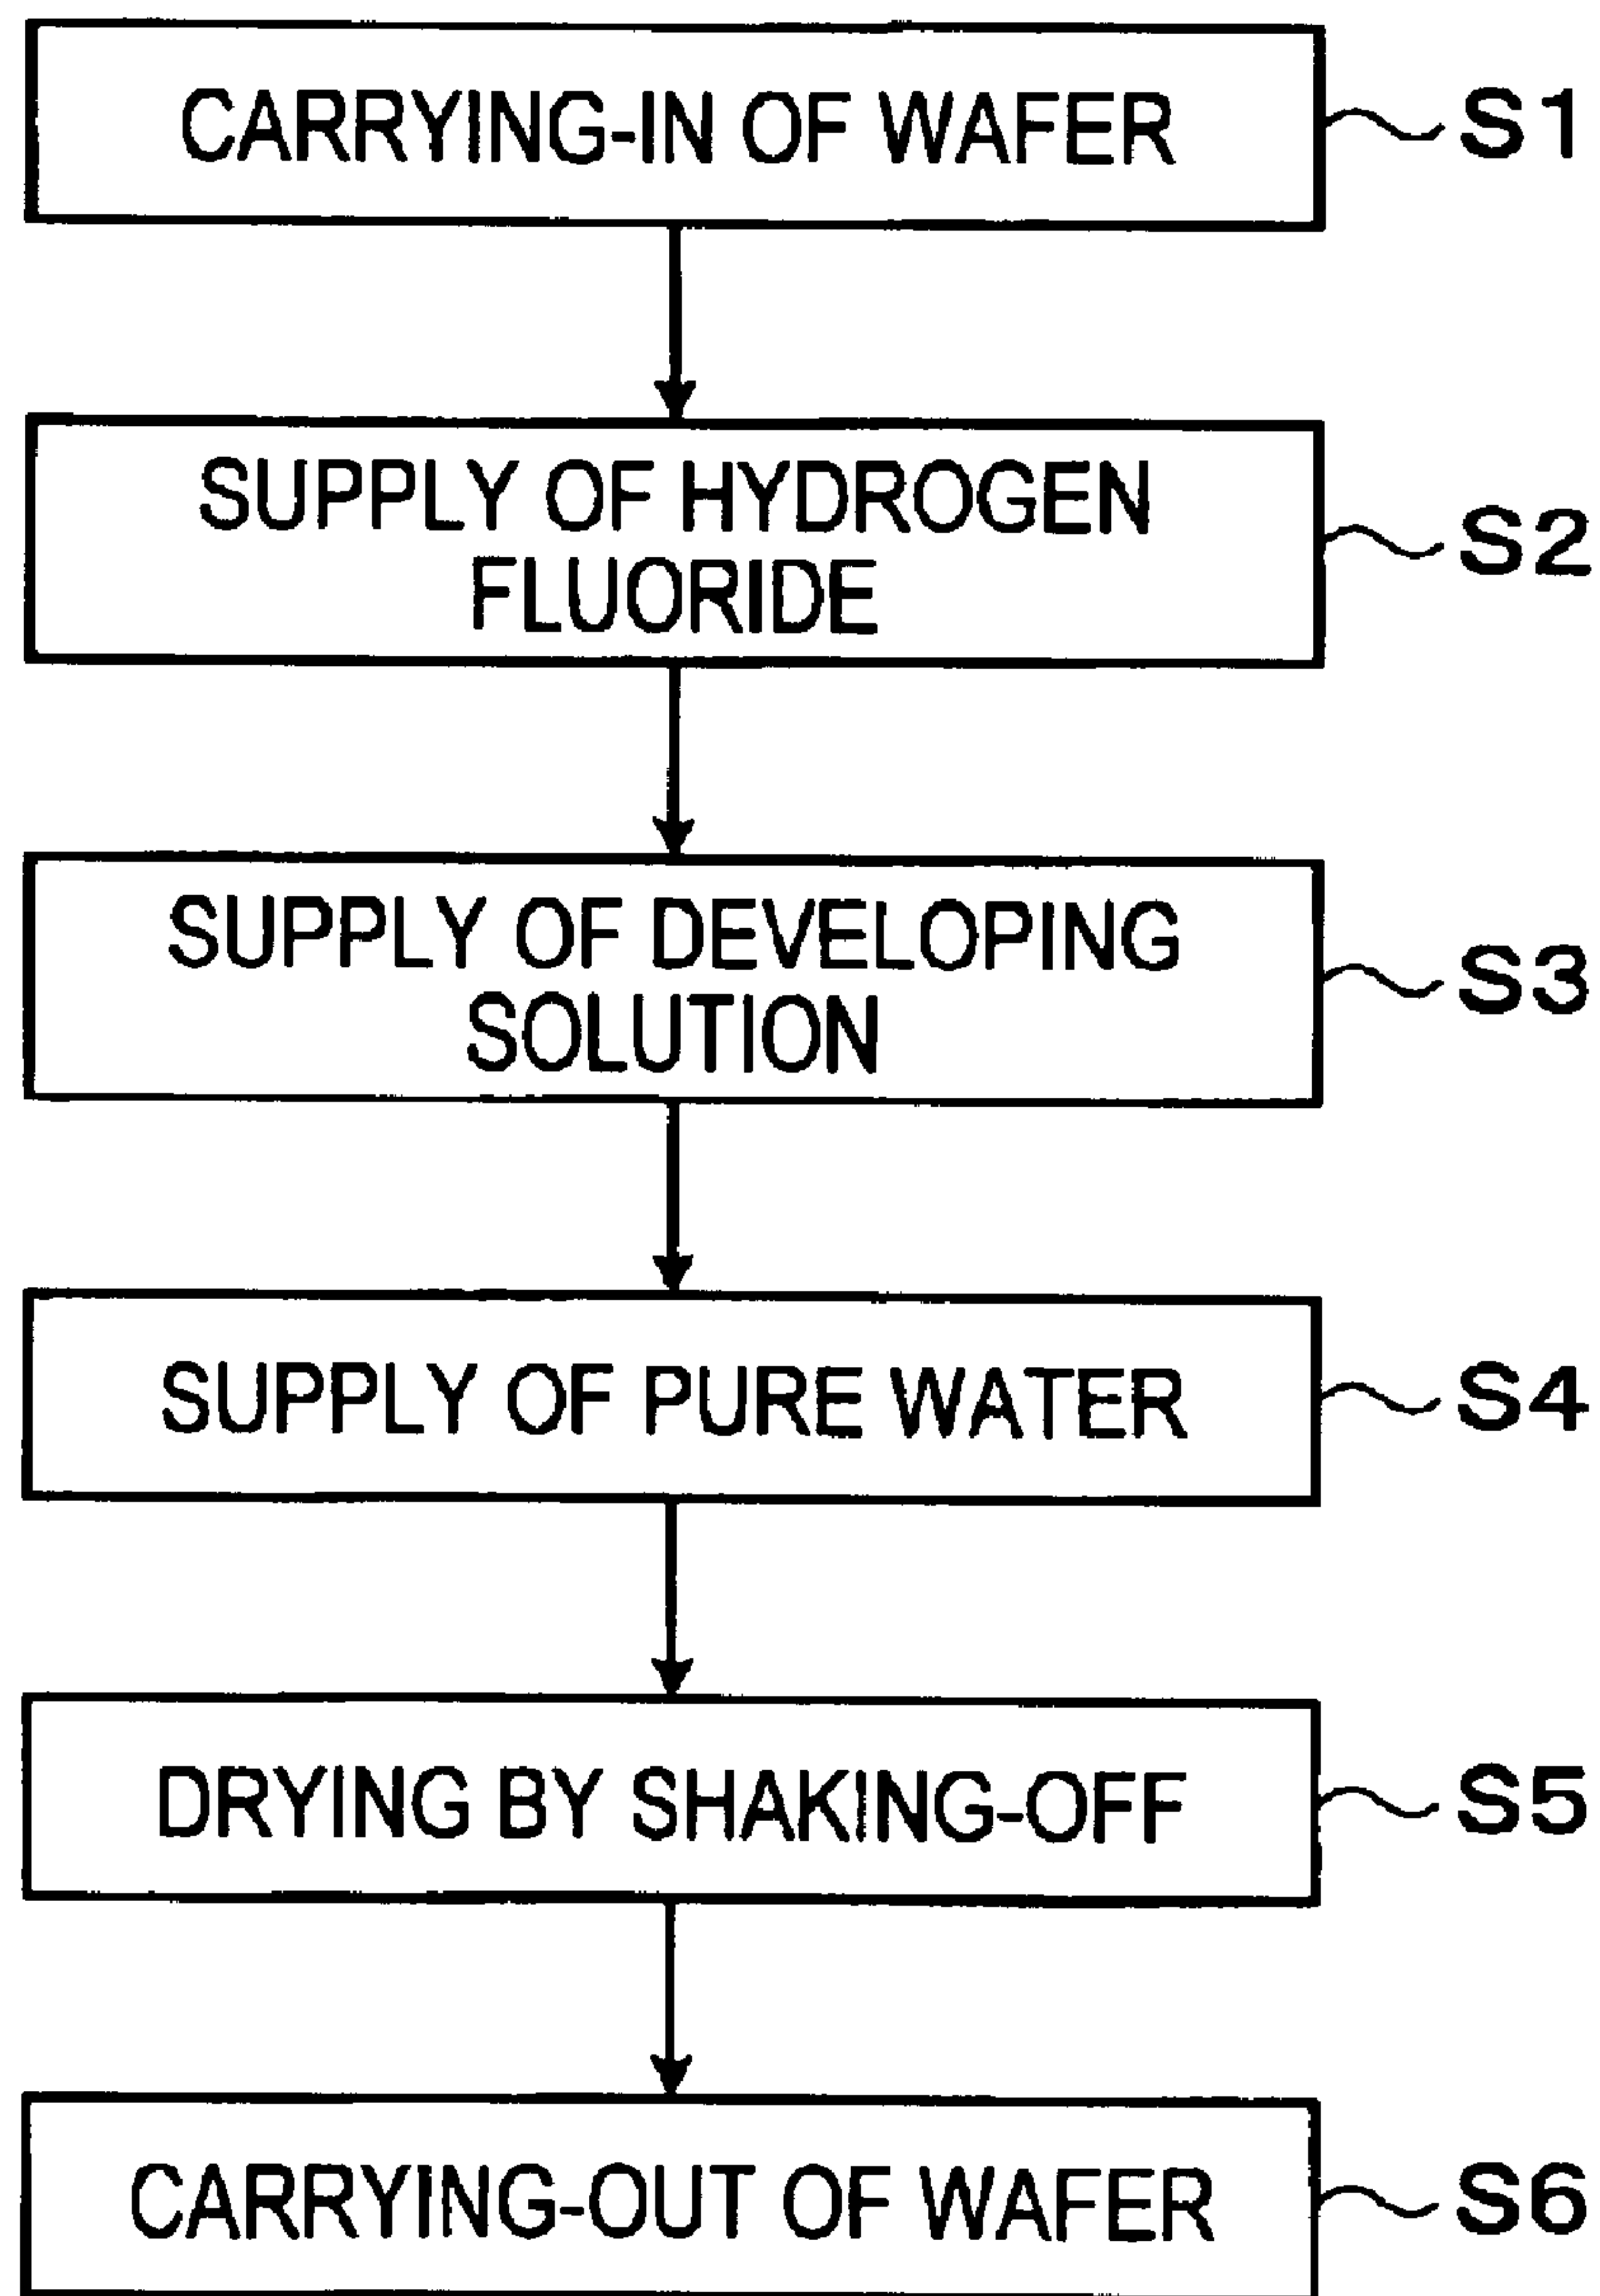 CARRYING-IN OF WAFER S1
SUPPLY OF HYDROGEN
FLUORIDE
S2
SUPPLY OF DEVELOPING
SOLUTION
S3
SUPPLY OF PURE WATER S4
DRYING BY SHAKING-OFF S5
CARRYING-OUT OF WAFER S6